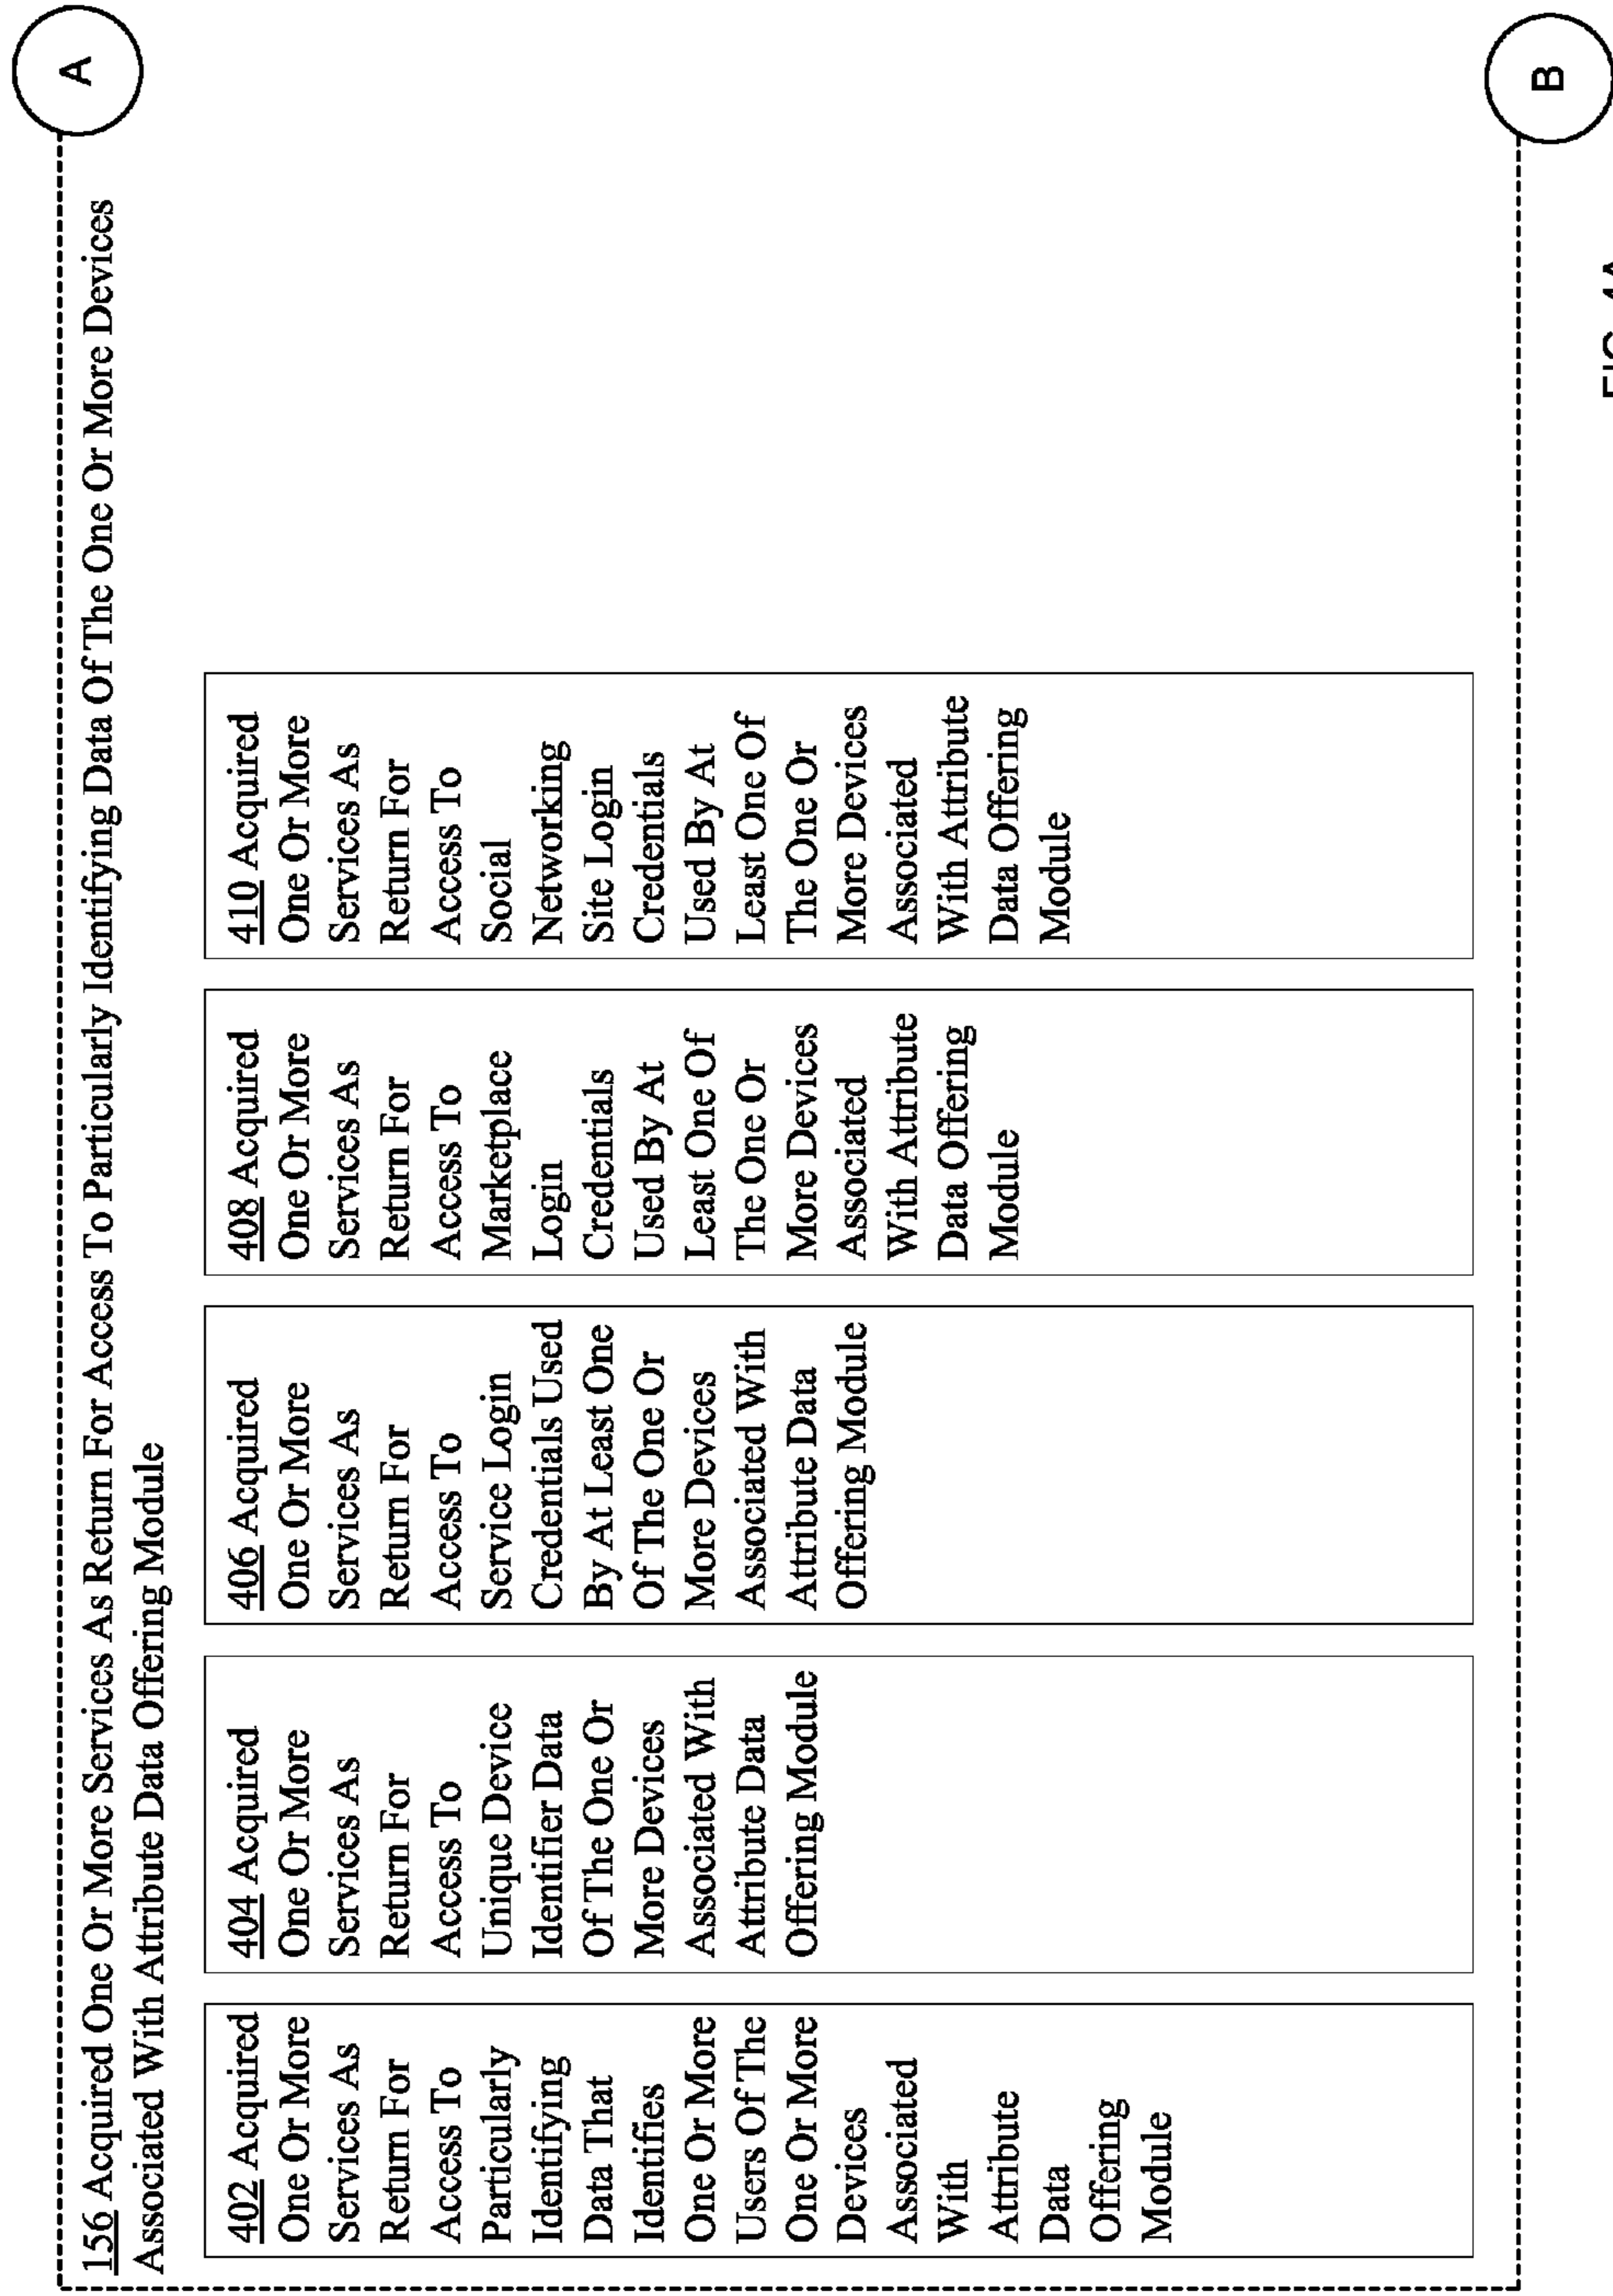 156 Acquired One Or More Services As Return For Access To Particularly Identifying Data Of The One Or More Devices
Associated With Attribute Data Offering Module
402 Acquired
One Or More
Services As
Return For
Access To
Particularly
Identifying
Data That
Identifies
One Or More
Users Of The
One Or More
Devices
Associated
With
Attribute
Data
Offering
Module
404 Acquired
One Or More
Services As
Return For
Access To
Unique Device
Identifier Data
Of The One Or
More Devices
Associated With
Attribute Data
Offering Module
406 Acquired
One Or More
Services As
Return For
Access To
Service Login
Credentials Used
By At Least One
Of The One Or
More Devices
Associated With
Attribute Data
Offering Module
408 Acquired
One Or More
Services As
Return For
Access To
Marketplace
Login
Credentials
Used By At
Least One Of
The One Or
More Devices
Associated
With Attribute
Data Offering
Module
410 Acquired
One Or More
Services As
Return For
Access To
Social
Networking
Site Login
Credentials
Used By At
Least One Of
The One Or
More Devices
Associated
With Attribute
Data Offering
Module
A
B